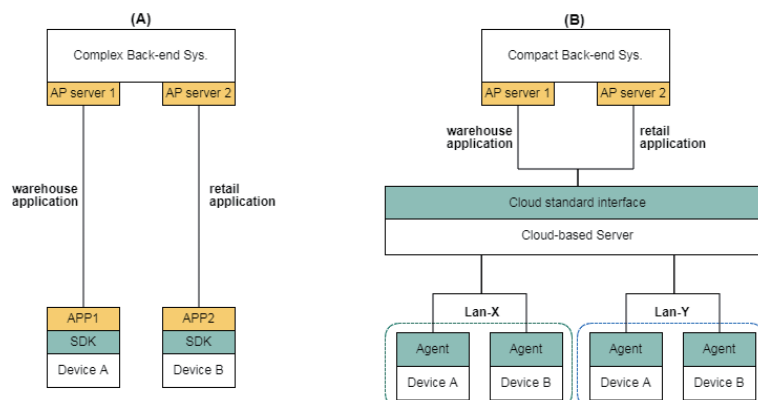 (A)
Complex Back-end Sys.
AP server 1
AP server 2
warehouse
application
retail
application
APP1
SDK
Device A
APP2
SDK
Device B
(B)
Compact Back-end Sys.
AP server 1
AP server 2
warehouse
application
retail
application
Cloud standard interface
Cloud-based Server
Lan-X
Agent
Device A
Agent
Device B
Lan-Y
Agent
Device A
Agent
Device B